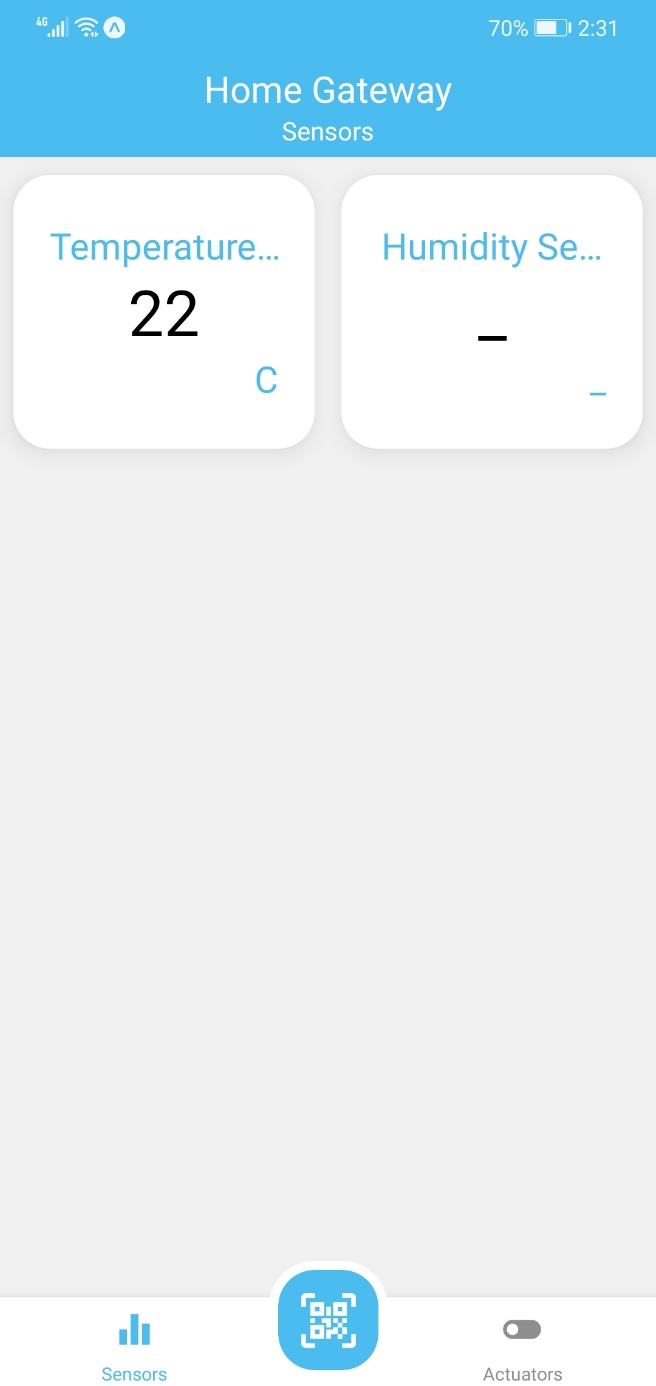 4G 70% 2:31
Home Gateway
Sensors
Temperature... Humidity Se...
22 –
C –
Sensors Actuators